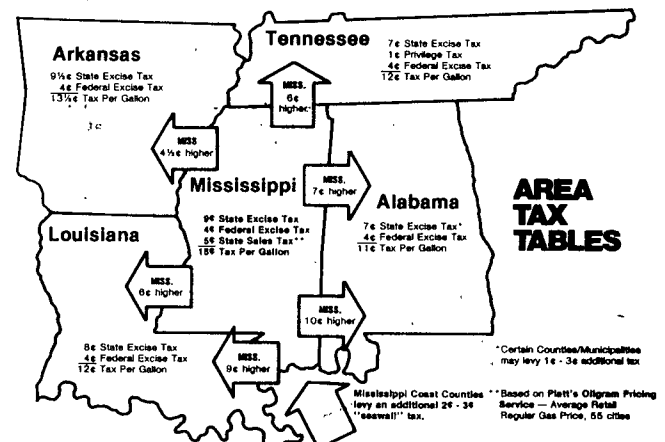 Arkansas
9½¢ State Excise Tax
4¢ Federal Excise Tax
13½¢ Tax Per Gallon
Tennessee
7¢ State Excise Tax
1¢ Privilege Tax
4¢ Federal Excise Tax
12¢ Tax Per Gallon
MISS.
6¢
higher
MISS
4½¢ higher
MISS.
7¢ higher
Mississippi
9¢ State Excise Tax
4¢ Federal Excise Tax
5¢ State Sales Tax**
18¢ Tax Per Gallon
Alabama
7¢ State Excise Tax*
4¢ Federal Excise Tax
11¢ Tax Per Gallon
AREA
TAX
TABLES
Louisiana
MISS.
6¢ higher
8¢ State Excise Tax
4¢ Federal Excise Tax
12¢ Tax Per Gallon
MISS.
9¢ higher
MISS.
10¢ higher
*Certain Counties/Municipalities
may levy 1¢ - 3¢ additional tax
Mississippi Coast Counties
levy an additional 2¢ - 3¢
"seawall" tax.
**Based on Platt's Oilgram Pricing
Service — Average Retail
Regular Gas Price, 55 cities